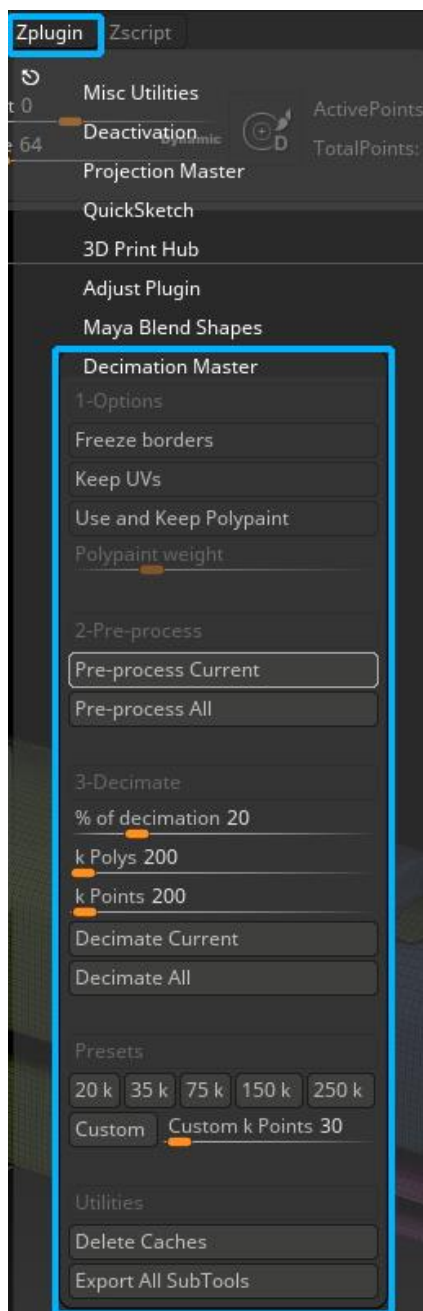 Zplugin Zscript
t 0
e 64
Dynamic
D
ActivePoints
TotalPoints:
Misc Utilities
Deactivation
Projection Master
QuickSketch
3D Print Hub
Adjust Plugin
Maya Blend Shapes
Decimation Master
1-Options
Freeze borders
Keep UVs
Use and Keep Polypaint
Polypaint weight
2-Pre-process
Pre-process Current
Pre-process All
3-Decimate
% of decimation 20
k Polys 200
k Points 200
Decimate Current
Decimate All
Presets
20 k 35 k 75 k 150 k 250 k
Custom Custom k Points 30
Utilities
Delete Caches
Export All SubTools